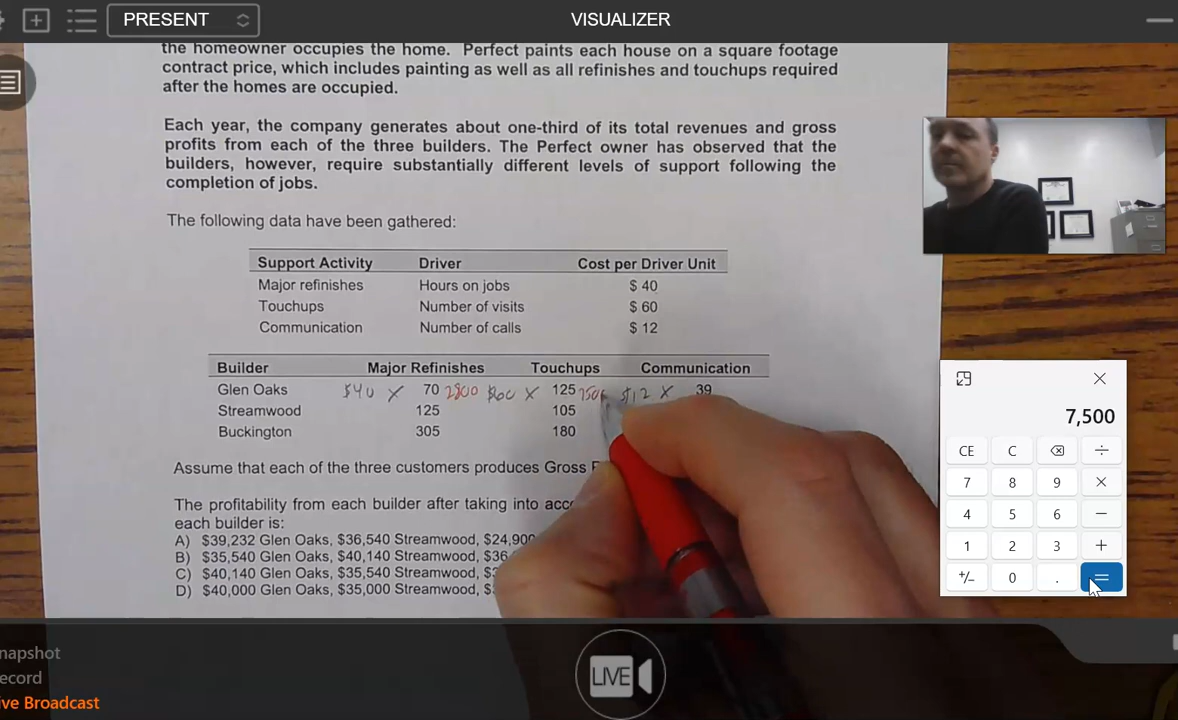 PRESENT
VISUALIZER
the homeowner occupies the home. Perfect paints each house on a square footage
contract price, which includes painting as well as all refinishes and touchups required
after the homes are occupied.
Each year, the company generates about one-third of its total revenues and gross
profits from each of the three builders. The Perfect owner has observed that the
builders, however, require substantially different levels of support following the
completion of jobs.
The following data have been gathered:
Support Activity Driver Cost per Driver Unit
Major refinishes Hours on jobs $ 40
Touchups Number of visits $ 60
Communication Number of calls $ 12
Builder Major Refinishes Touchups Communication
Glen Oaks $40 X 70 2800 $60 X 125 $12 X 39
Streamwood 125 105
Buckington 305 180
Assume that each of the three customers produces Gross
The profitability from each builder after taking into
each builder is:
A) $39,232 Glen Oaks, $36,540 Streamwood, $24,900
B) $35,540 Glen Oaks, $40,140 Streamwood,
C) $40,140 Glen Oaks, $35,540 Streamwood,
D) $40,000 Glen Oaks, $35,000 Streamwood,
7,500
CE C ÷
7 8 9 ×
4 5 6 −
1 2 3 +
+/− 0 . =
napshot
ecord
ive Broadcast
LIVE